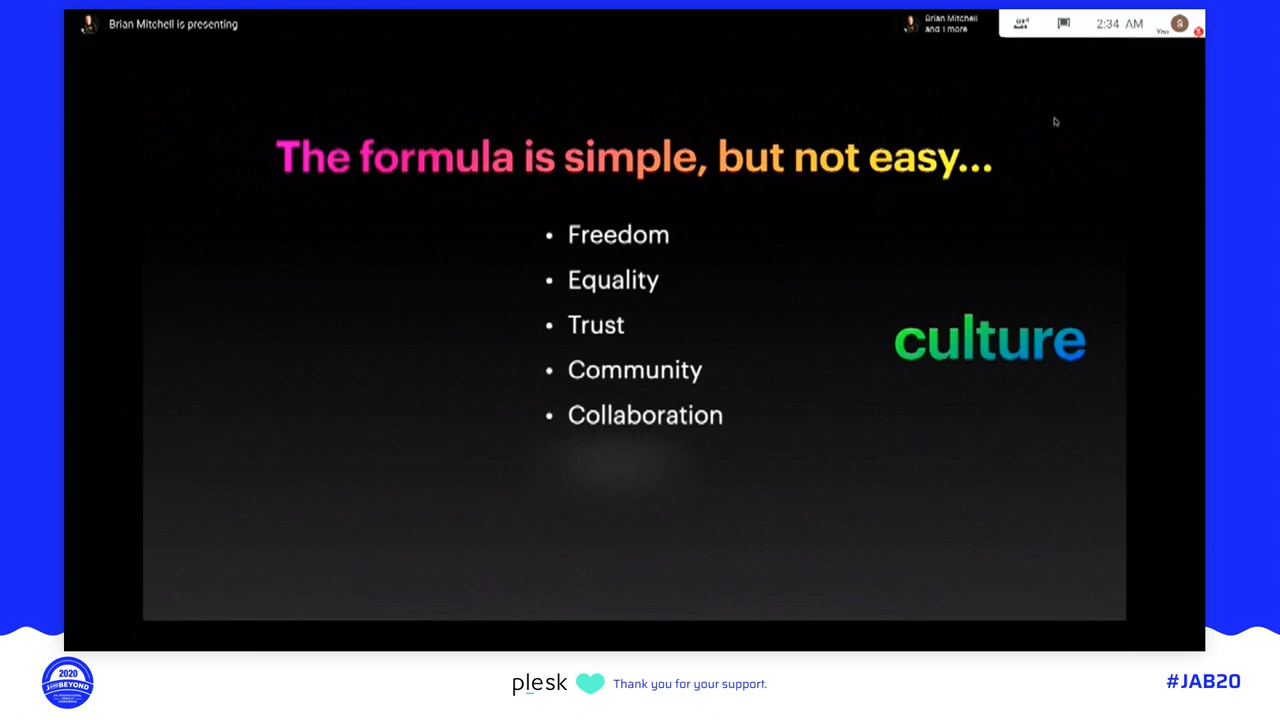 Brian Mitchell is presenting
Brian Mitchell
and 1 more
2:34 AM
You
S
The formula is simple, but not easy...
• Freedom
• Equality
• Trust
• Community
• Collaboration
culture
2020
JANDBEYOND
plesk
Thank you for your support.
#JAB20